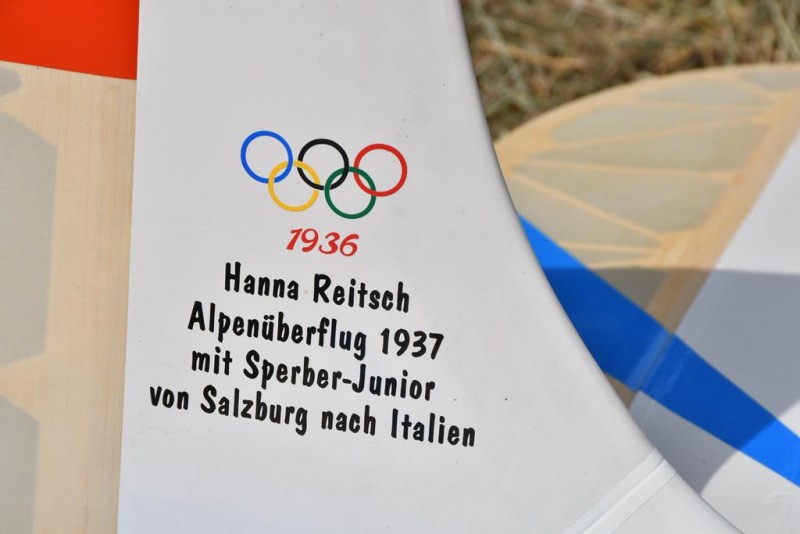 1936
Hanna Reitsch
Alpenüberflug 1937
mit Sperber-Junior
von Salzburg nach Italien